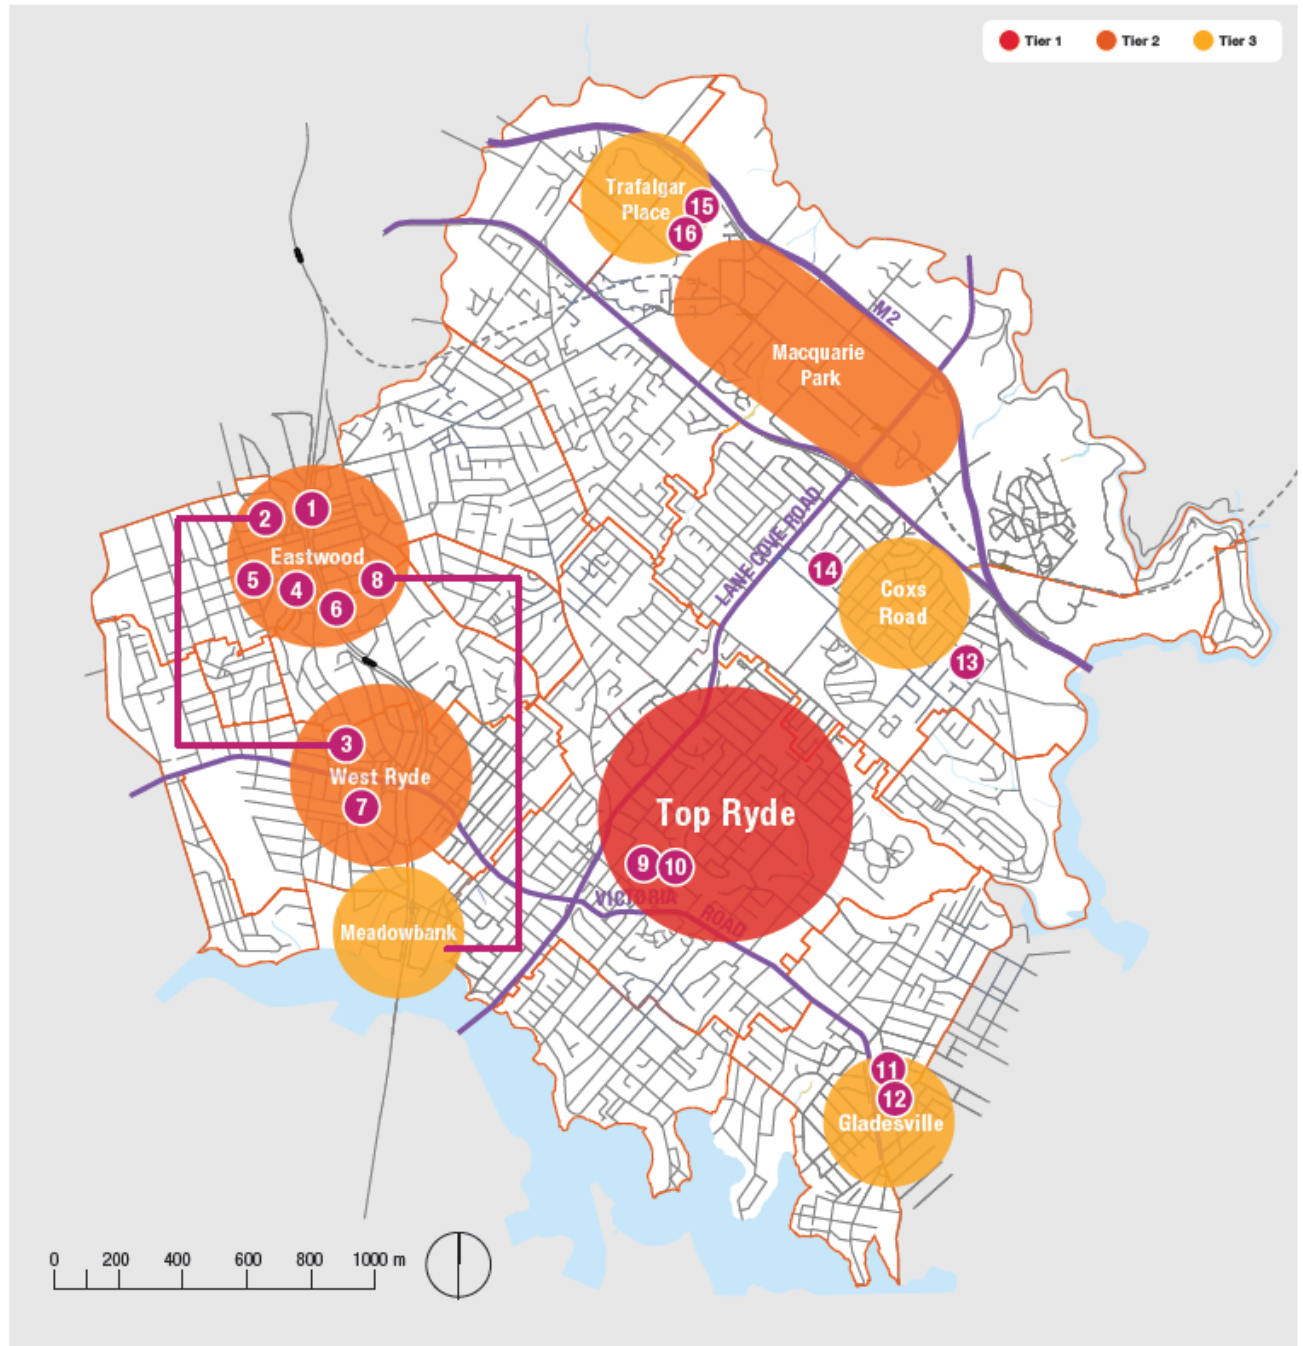 Tier 1
Tier 2
Tier 3
Trafalgar
Place
15
16
M2
Macquarie
Park
LANE COVE ROAD
1
2
Eastwood
5
4
8
6
14
Coxs
Road
13
3
West Ryde
7
Top Ryde
9
10
VICTORIA
ROAD
Meadowbank
11
12
Gladesville
0 200 400 600 800 1000 m